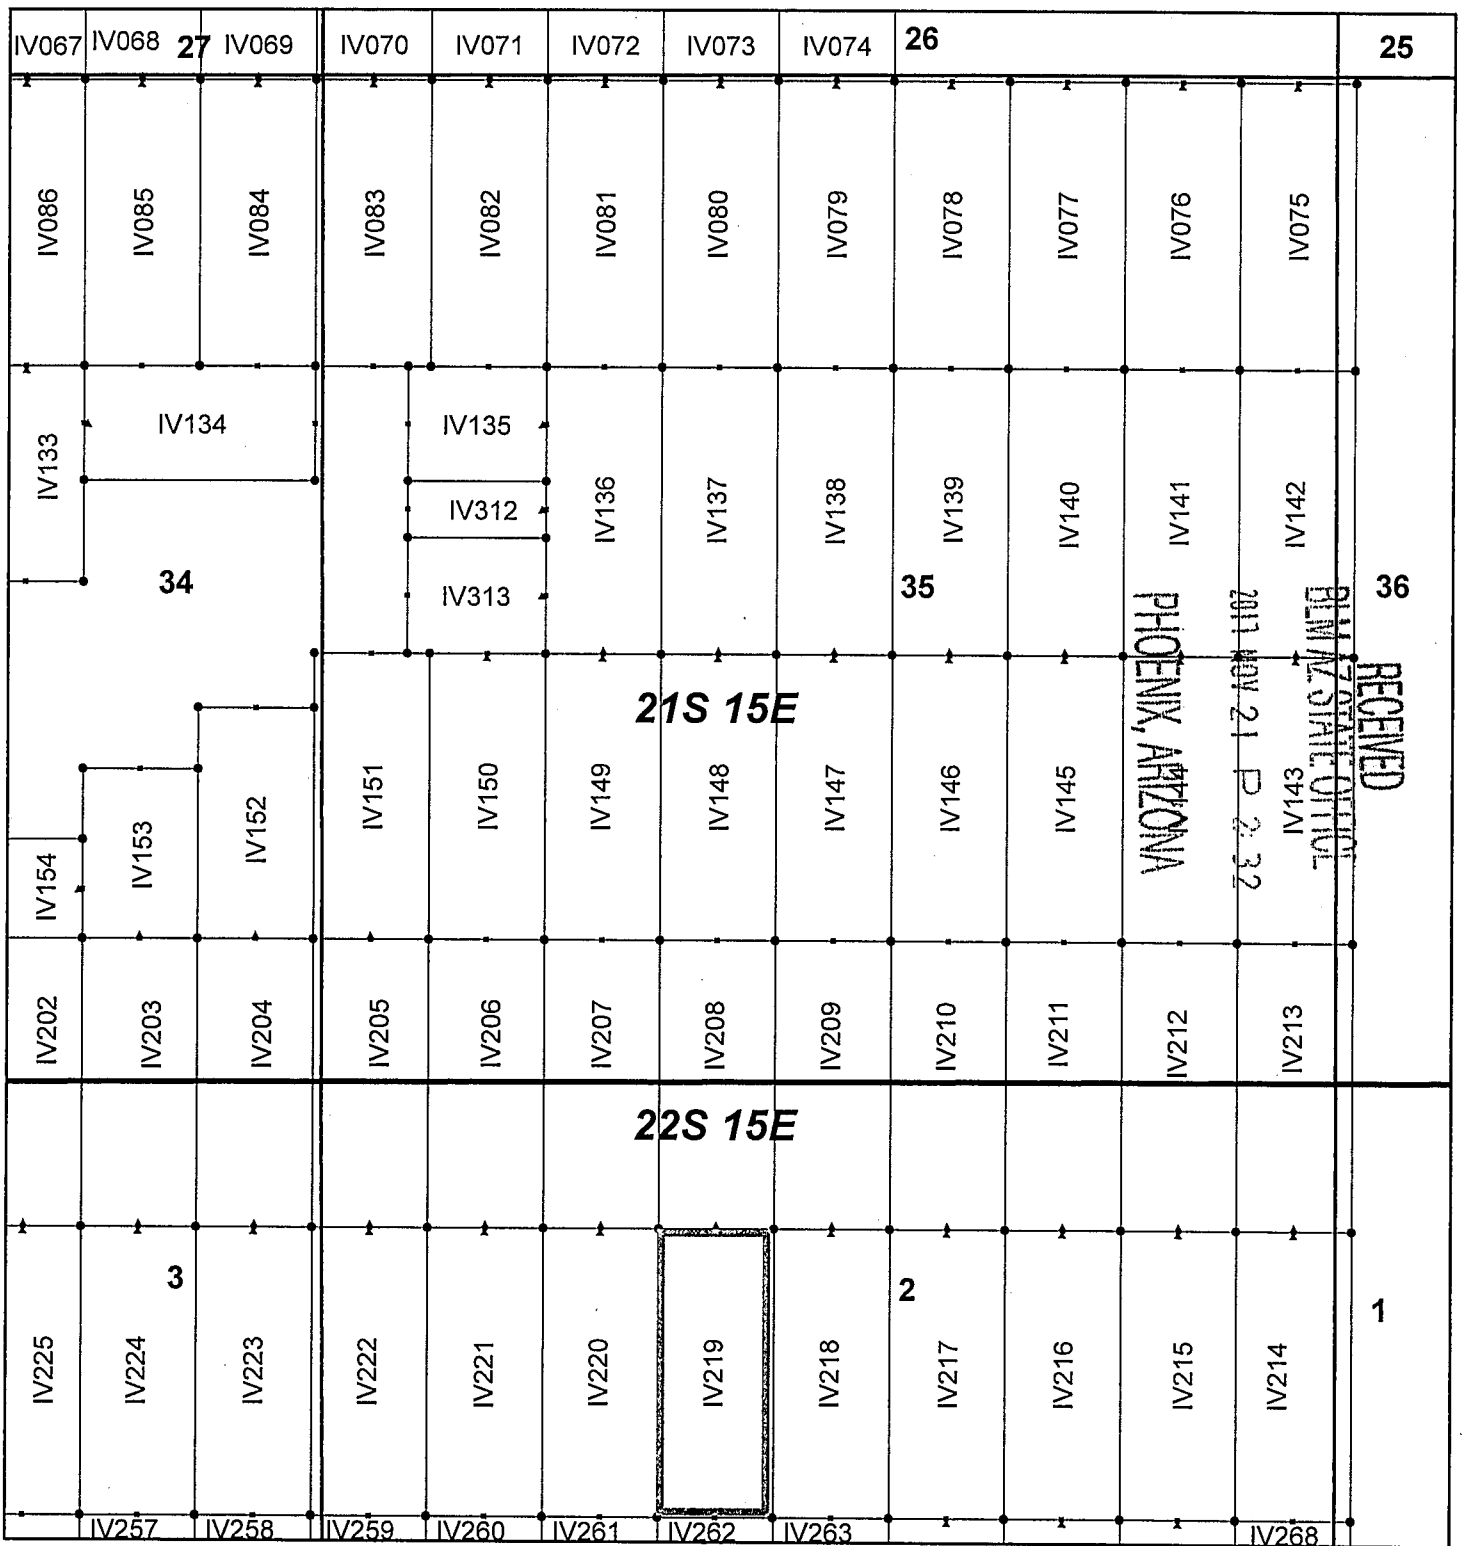 IV067 IV068 27 IV069 IV070 IV071 IV072 IV073 IV074 26 25
IV086 IV085 IV084 IV083 IV082 IV081 IV080 IV079 IV078 IV077 IV076 IV075
IV133 IV134 IV135 IV136 IV137 IV138 IV139 IV140 IV141 IV142
IV312
34 IV313 35 36
RECEIVED
BLM AZ STATE OFFICE
2017 NOV 21 P 2:32
PHOENIX, ARIZONA
21S 15E
IV154 IV153 IV152 IV151 IV150 IV149 IV148 IV147 IV146 IV145 IV143
IV202 IV203 IV204 IV205 IV206 IV207 IV208 IV209 IV210 IV211 IV212 IV213
22S 15E
3 2 1
IV225 IV224 IV223 IV222 IV221 IV220 IV219 IV218 IV217 IV216 IV215 IV214
IV257 IV258 IV259 IV260 IV261 IV262 IV263 IV268